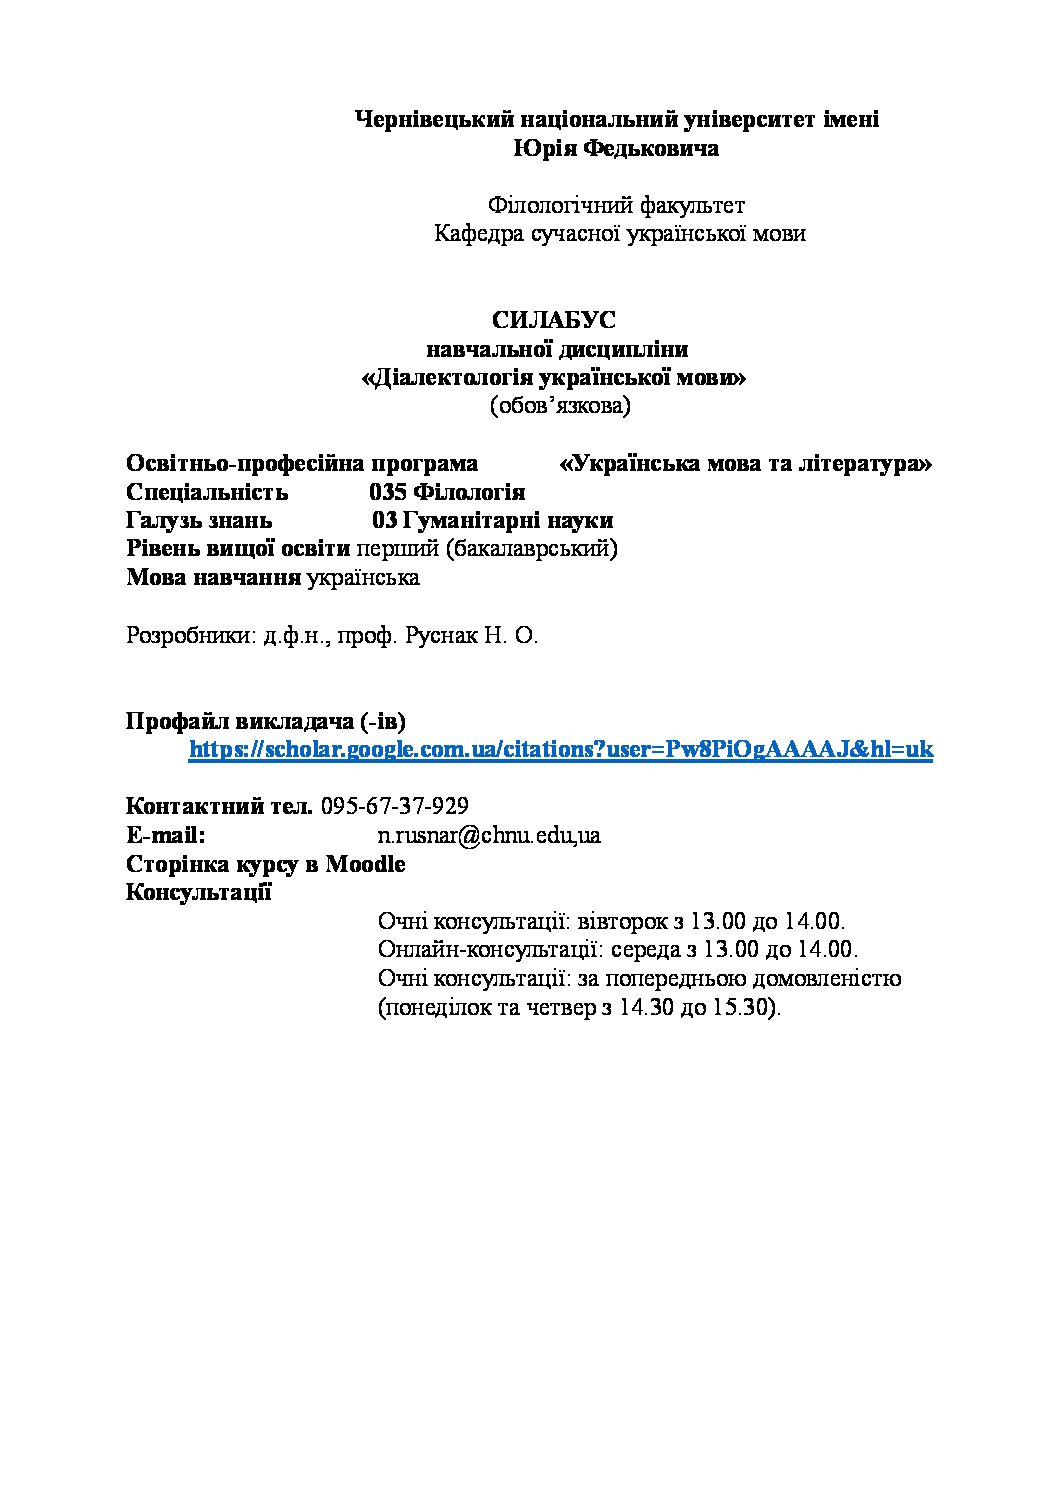 Чернівецький національний університет імені
Юрія Федьковича
Філологічний факультет
Кафедра сучасної української мови
СИЛАБУС
навчальної дисципліни
«Діалектологія української мови»
(обов’язкова)
Освітньо-професійна програма «Українська мова та література»
Спеціальність 035 Філологія
Галузь знань 03 Гуманітарні науки
Рівень вищої освіти перший (бакалаврський)
Мова навчання українська
Розробники: д.ф.н., проф. Руснак Н. О.
Профайл викладача (-ів)
https://scholar.google.com.ua/citations?user=Pw8PiOgAAAAJ&hl=uk
Контактний тел. 095-67-37-929
E-mail: n.rusnar@chnu.edu,ua
Сторінка курсу в Moodle
Консультації
Очні консультації: вівторок з 13.00 до 14.00.
Онлайн-консультації: середа з 13.00 до 14.00.
Очні консультації: за попередньою домовленістю
(понеділок та четвер з 14.30 до 15.30).